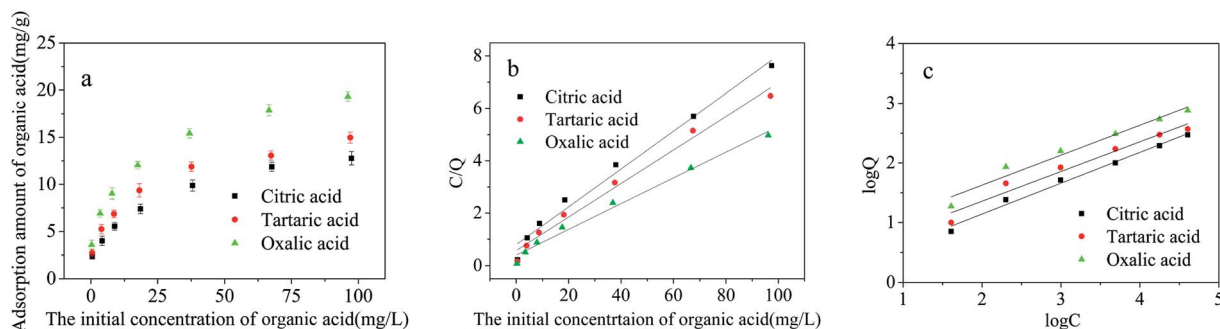 Adsorption amount of organic acid(mg/g)
25
20
15
10
5
0
a
Citric acid
Tartaric acid
Oxalic acid
0
25
50
75
100
The initial concentration of organic acid(mg/L)
C/Q
8
6
4
2
0
b
Citric acid
Tartaric acid
Oxalic acid
0
20
40
60
80
100
The initial concentrtaion of organic acid(mg/L)
logQ
4
3
2
1
0
c
Citric acid
Tartaric acid
Oxalic acid
1
2
3
4
5
logC